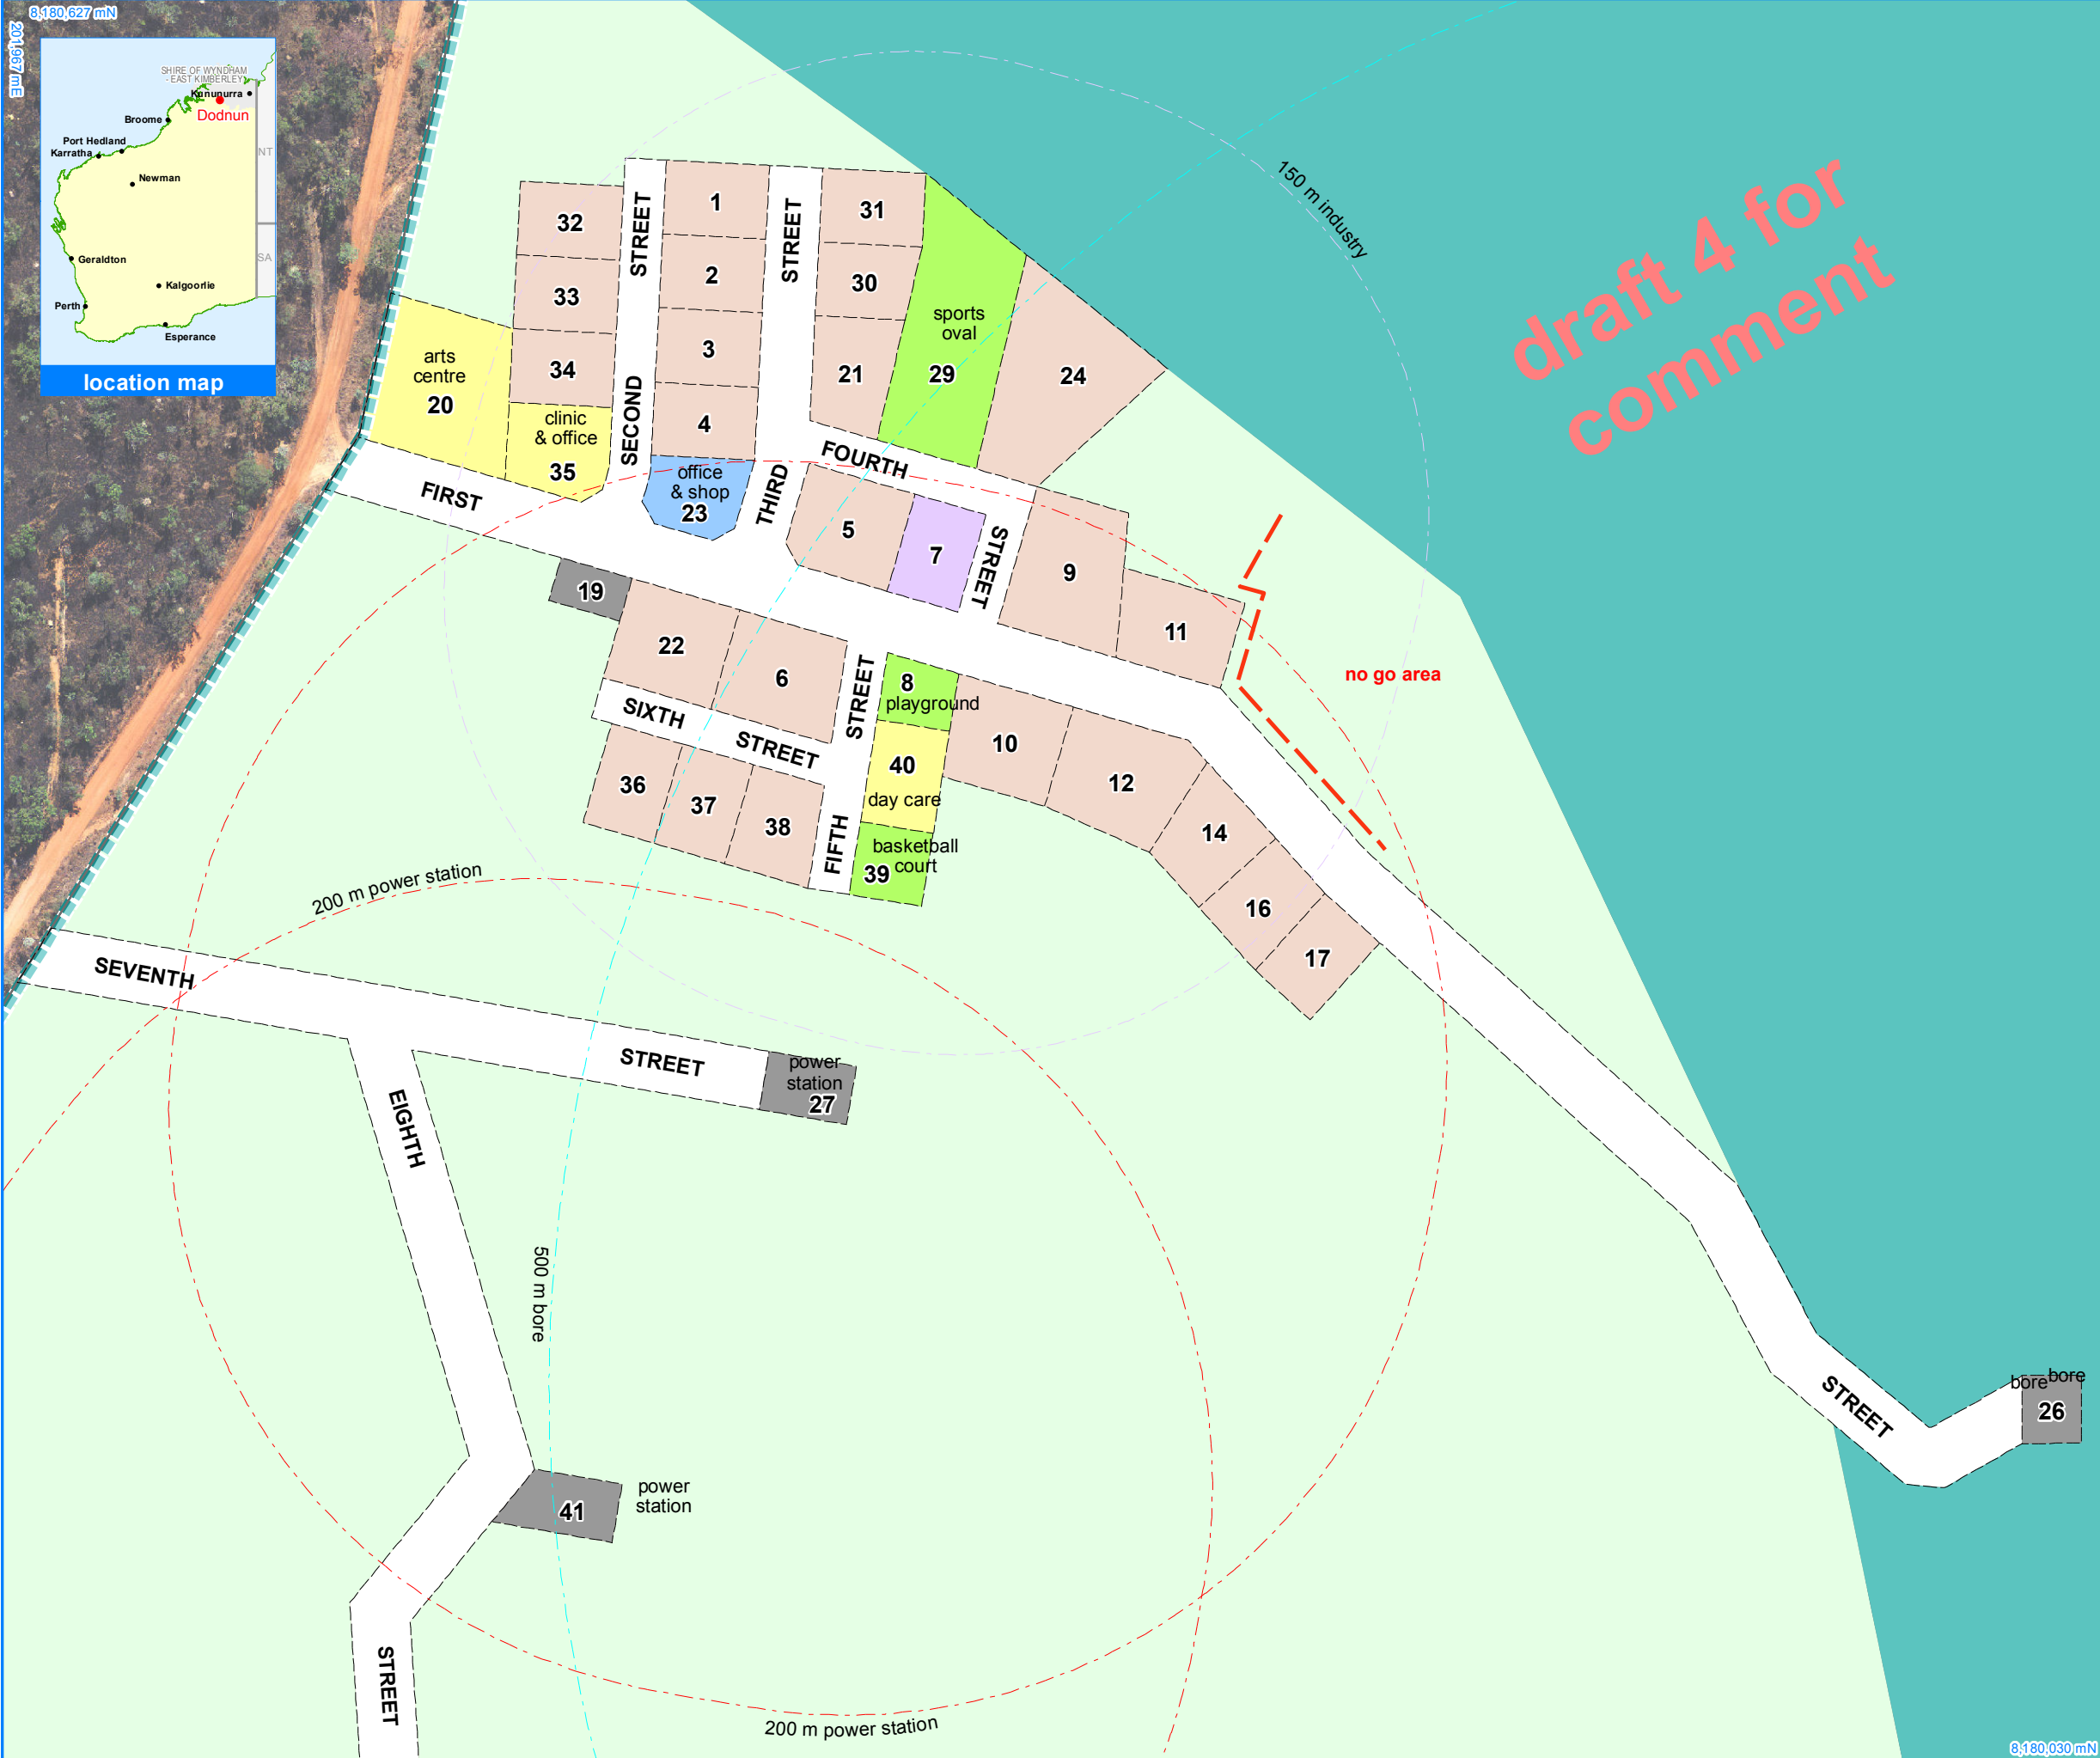 8,180,627 mN
201,967 mE
SHIRE OF WYNDHAM
- EAST KIMBERLEY
Kununurra
Dodnun
Broome
Port Hedland
Karratha
NT
Newman
SA
Geraldton
Kalgoorlie
Perth
Esperance
location map
draft 4 for
comment
150 m industry
32
33
34
STREET
SECOND
1
2
3
4
STREET
THIRD
31
30
21
sports
oval
29
24
arts
centre
20
clinic
& office
35
office
& shop
23
FIRST
FOURTH
STREET
5
7
9
11
no go area
19
22
6
SIXTH
STREET
STREET
FIFTH
8
playground
40
day care
basketball
court
39
10
12
14
16
17
36
37
38
200 m power station
SEVENTH
STREET
power
station
27
EIGHTH
STREET
500 m bore
41
power
station
200 m power station
STREET
bore
bore
26
8,180,030 mN